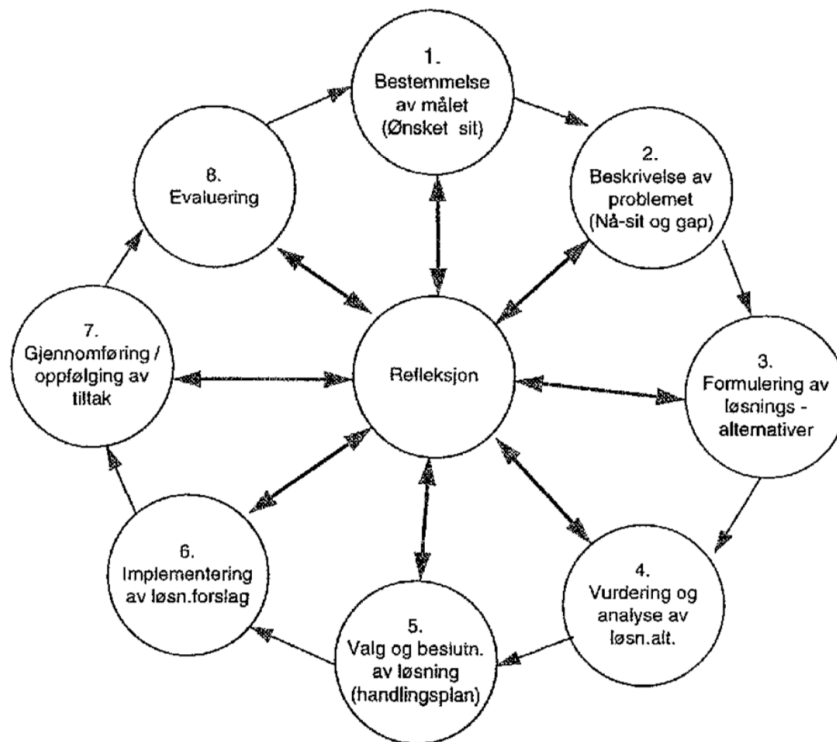 1.
Bestemmelse
av målet
(Ønsket sit)
2.
Beskrivelse av
problemet
(Nå-sit og gap)
3.
Formulering av
løsnings -
alternativer
4.
Vurdering og
analyse av
løsn.alt.
5.
Valg og beslutn.
av løsning
(handlingsplan)
6.
Implementering
av løsn.forslag
7.
Gjennomføring /
oppfølging av
tiltak
8.
Evaluering
Refleksjon